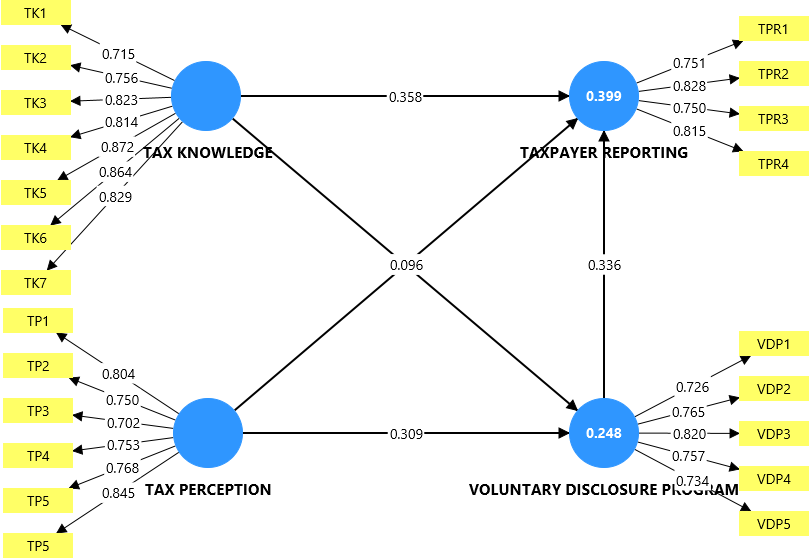 TK1
TK2
TK3
TK4
TK5
TK6
TK7
0.715
0.756
0.823
0.814
0.872
0.864
0.829
TAX KNOWLEDGE
0.358
0.399
TAXPAYER REPORTING
0.751
0.828
0.750
0.815
TPR1
TPR2
TPR3
TPR4
0.096
0.336
TP1
TP2
TP3
TP4
TP5
TP5
0.804
0.750
0.702
0.753
0.768
0.845
TAX PERCEPTION
0.309
0.248
VOLUNTARY DISCLOSURE PROGRAM
0.726
0.765
0.820
0.757
0.734
VDP1
VDP2
VDP3
VDP4
VDP5